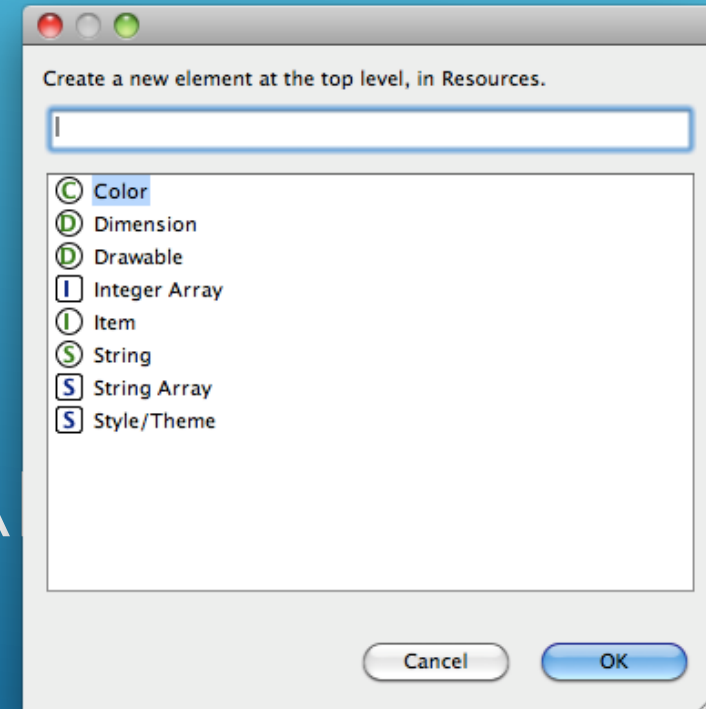 Create a new element at the top level, in Resources.
C Color
D Dimension
D Drawable
I Integer Array
I Item
S String
S String Array
S Style/Theme
Cancel OK